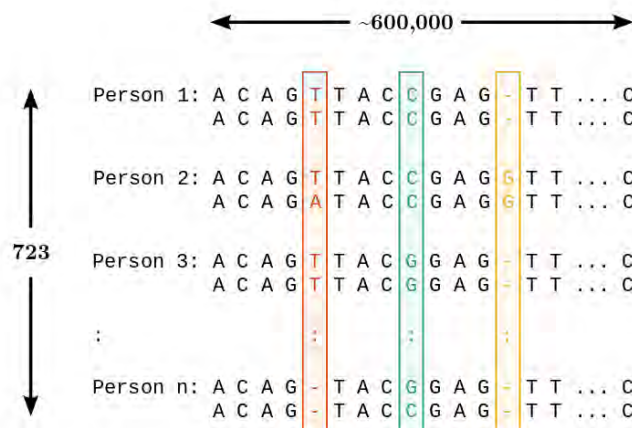 ~600,000
Person 1: A C A G T T A C C G A G - T T ... C
A C A G T T A C C G A G - T T ... C
Person 2: A C A G T T A C C G A G G T T ... C
A C A G A T A C C G A G G T T ... C
723
Person 3: A C A G T T A C G G A G - T T ... C
A C A G T T A C G G A G - T T ... C
: : : :
Person n: A C A G - T A C G G A G - T T ... C
A C A G - T A C C G A G - T T ... C